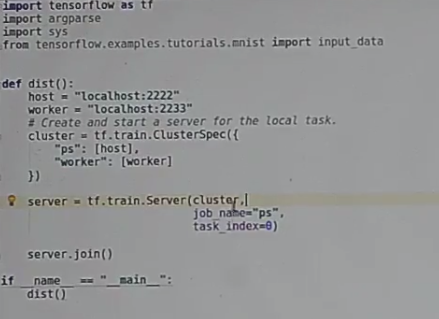 import tensorflow as tf
import argparse
import sys
from tensorflow.examples.tutorials.mnist import input_data
def dist():
    host = "localhost:2222"
    worker = "localhost:2233"
    # Create and start a server for the local task.
    cluster = tf.train.ClusterSpec({
        "ps": [host],
        "worker": [worker]
    })
    server = tf.train.Server(cluster,
                             job_name="ps",
                             task_index=0)
    server.join()
if __name__ == "__main__":
    dist()